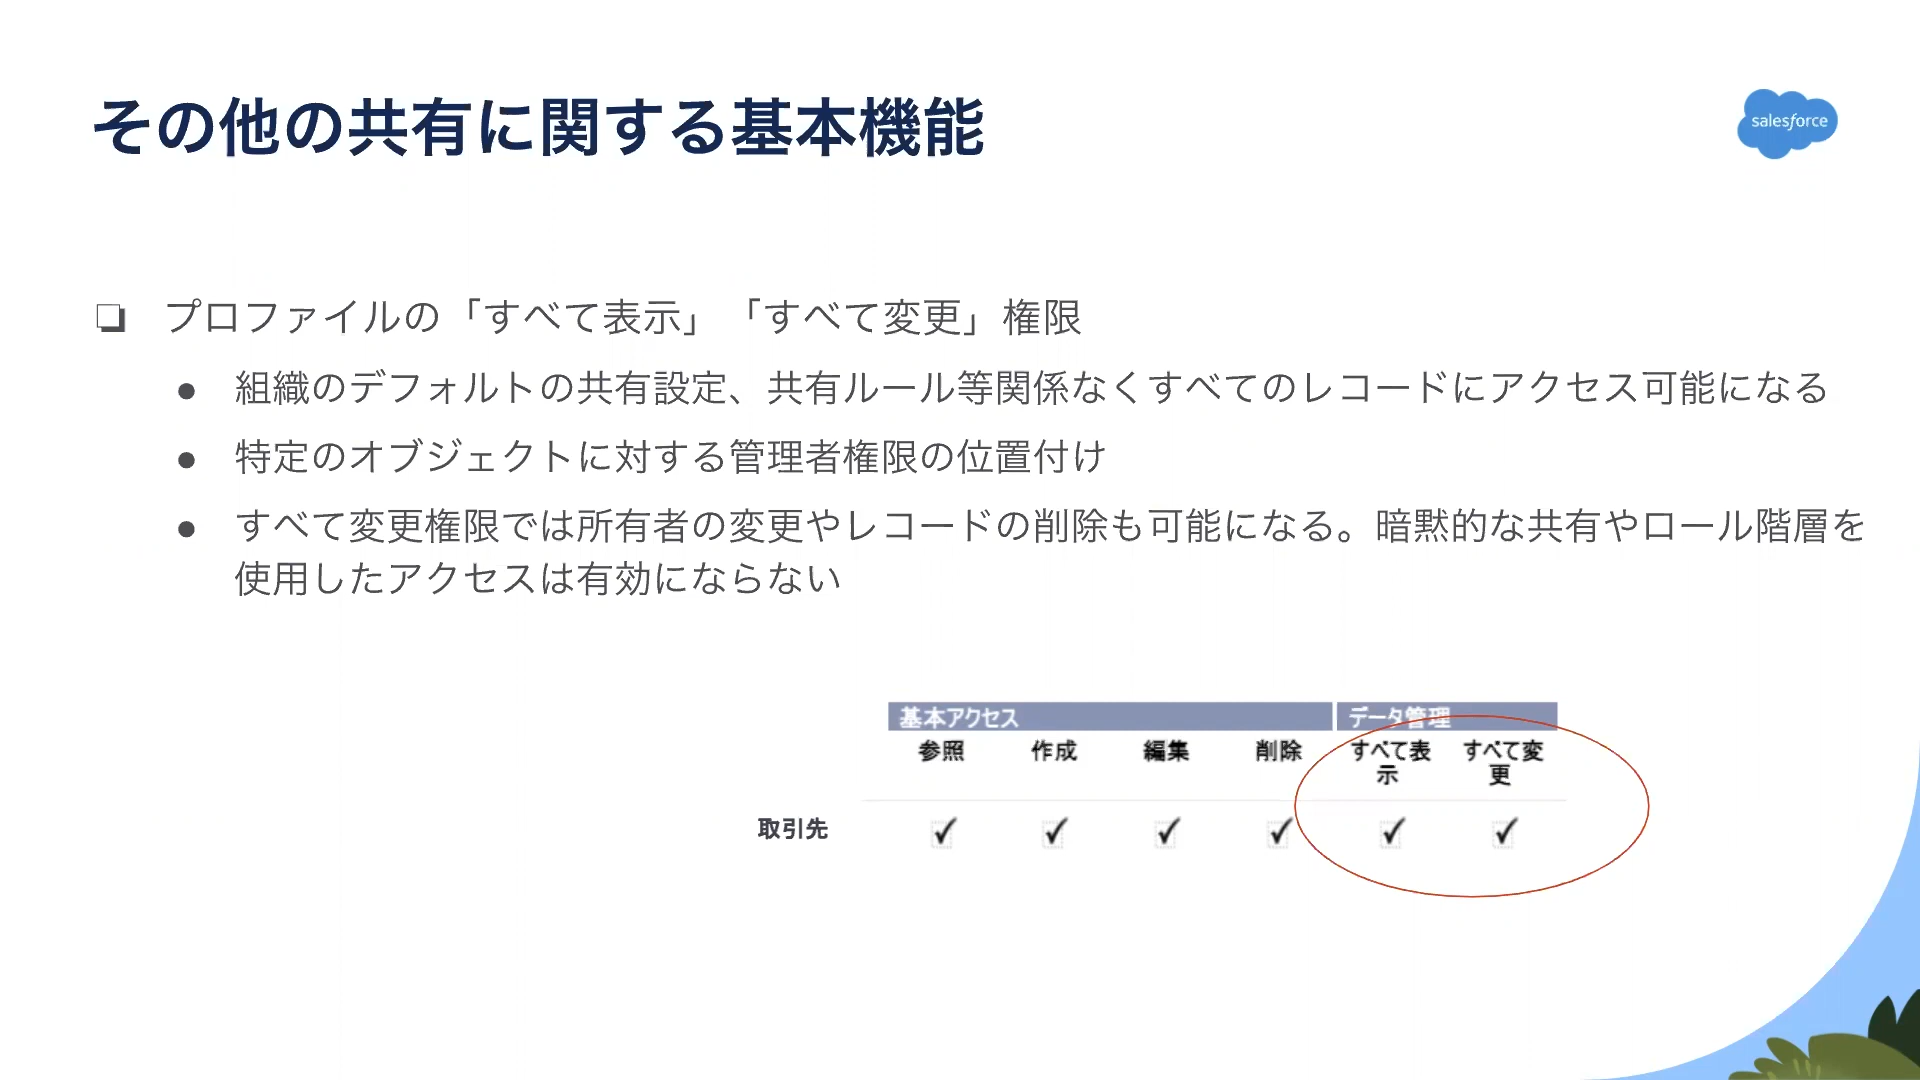 その他の共有に関する基本機能
salesforce
❏ プロファイルの「すべて表示」「すべて変更」権限
● 組織のデフォルトの共有設定、共有ルール等関係なくすべてのレコードにアクセス可能になる
● 特定のオブジェクトに対する管理者権限の位置付け
● すべて変更権限では所有者の変更やレコードの削除も可能になる。暗黙的な共有やロール階層を
使用したアクセスは有効にならない
基本アクセス データ管理
参照 作成 編集 削除 すべて表 すべて変
示 更
取引先 ✓ ✓ ✓ ✓ ✓ ✓